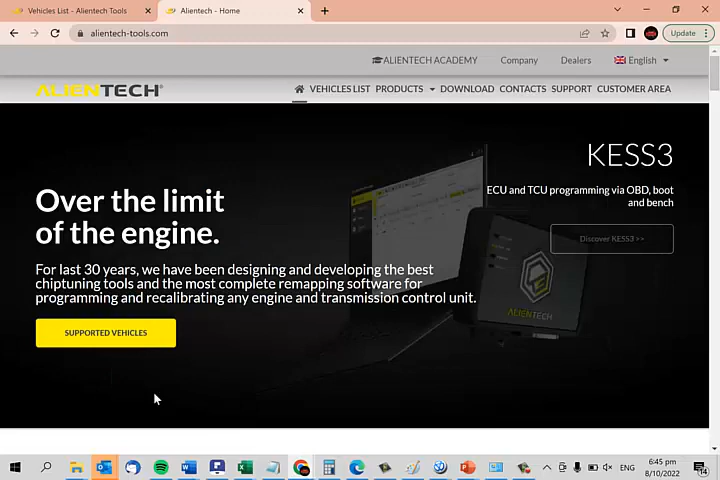 Vehicles List - Alientech Tools
Alientech - Home
alientech-tools.com
Update
ALIENTECH ACADEMY
Company
Dealers
English
ALIENTECH®
VEHICLES LIST
PRODUCTS
DOWNLOAD
CONTACTS
SUPPORT
CUSTOMER AREA
KESS3
ECU and TCU programming via OBD, boot
and bench
Discover KESS3 >>
Over the limit
of the engine.
For last 30 years, we have been designing and developing the best
chiptuning tools and the most complete remapping software for
programming and recalibrating any engine and transmission control unit.
SUPPORTED VEHICLES
ALIENTECH
ENG
6:45 pm
8/10/2022
14